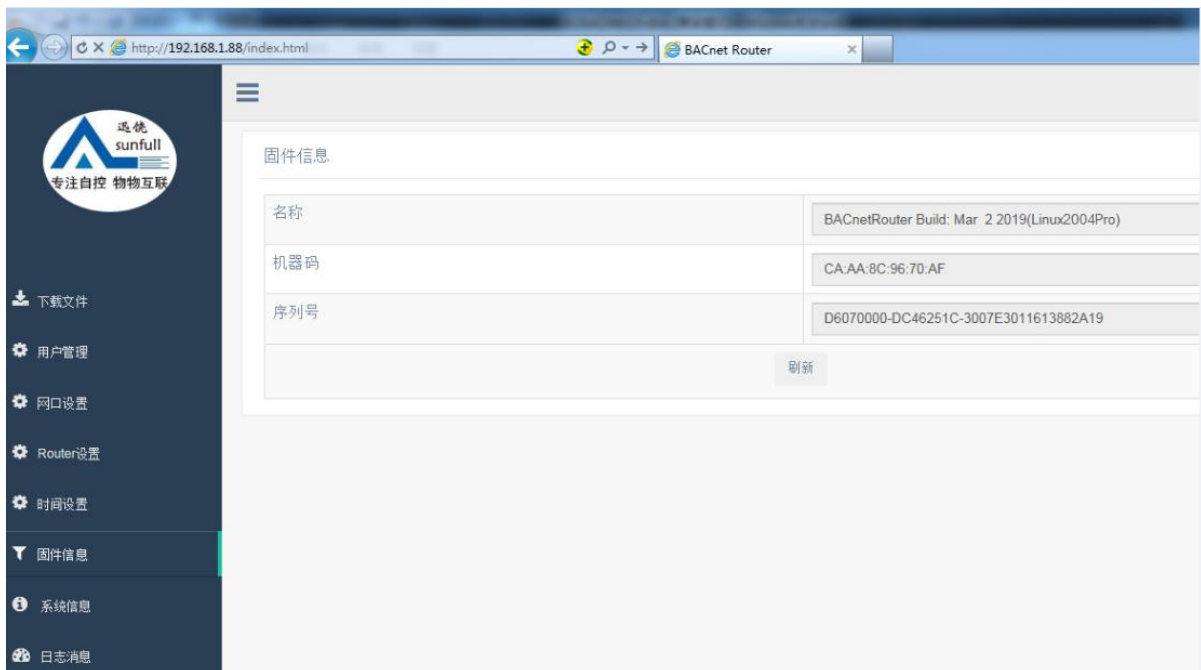 http://192.168.1.88/index.html
BACnet Router
迅饶
sunfull
专注自控 物物互联
下载文件
用户管理
网口设置
Router设置
时间设置
固件信息
系统信息
日志消息
固件信息
名称
BACnetRouter Build: Mar 2 2019(Linux2004Pro)
机器码
CA:AA:8C:96:70:AF
序列号
D6070000-DC46251C-3007E3011613882A19
刷新